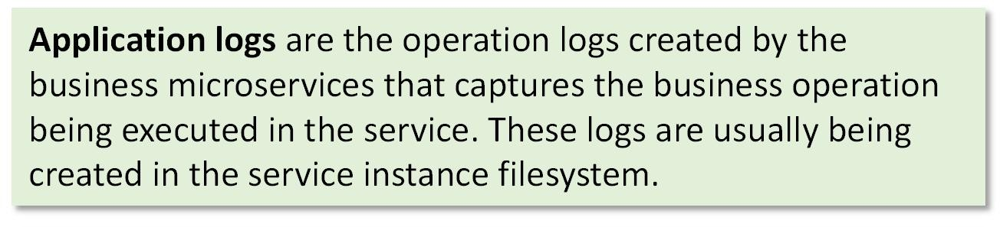 Application logs are the operation logs created by the
business microservices that captures the business operation
being executed in the service. These logs are usually being
created in the service instance filesystem.